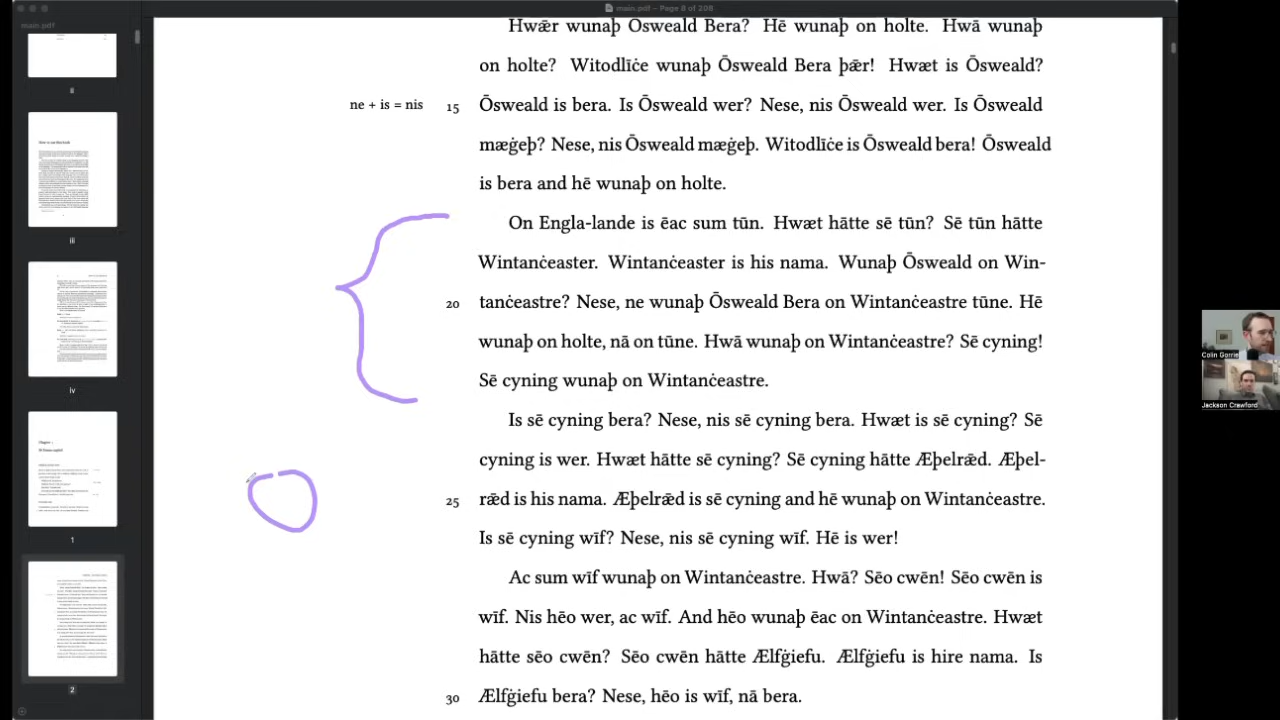 main.pdf — Page 8 of 208
main.pdf
ii
iii
iv
1
2
Hwǣr wunaþ Ōsweald Bera? Hē wunaþ on holte. Hwā wunaþ
on holte? Witodlīċe wunaþ Ōsweald Bera þǣr! Hwæt is Ōsweald?
ne + is = nis 15 Ōsweald is bera. Is Ōsweald wer? Nese, nis Ōsweald wer. Is Ōsweald
mæġeþ? Nese, nis Ōsweald mæġeþ. Witodlīċe is Ōsweald bera! Ōsweald
is bera and hē wunaþ on holte.
On Engla-lande is ēac sum tūn. Hwæt hātte sē tūn? Sē tūn hātte
Wintanċeaster. Wintanċeaster is his nama. Wunaþ Ōsweald on Win-
20 tanċeastre? Nese, ne wunaþ Ōsweald Bera on Wintanċeastre tūne. Hē
wunaþ on holte, nā on tūne. Hwā wunaþ on Wintanċeastre? Sē cyning!
Sē cyning wunaþ on Wintanċeastre.
Is sē cyning bera? Nese, nis sē cyning bera. Hwæt is sē cyning? Sē
cyning is wer. Hwæt hātte sē cyning? Sē cyning hātte Æþelrǣd. Æþel-
25 rǣd is his nama. Æþelrǣd is sē cyning and hē wunaþ on Wintanċeastre.
Is sē cyning wīf? Nese, nis sē cyning wīf. Hē is wer!
Ac sum wīf wunaþ on Wintanċeastre. Hwā? Sēo cwēn! Sēo cwēn is
wīf. Nis hēo wer, ac wīf. And hēo wunaþ ēac on Wintanċeastre. Hwæt
hātte sēo cwēn? Sēo cwēn hātte Ælfġiefu. Ælfġiefu is hire nama. Is
30 Ælfġiefu bera? Nese, hēo is wīf, nā bera.
Colin Gorrie
Jackson Crawford